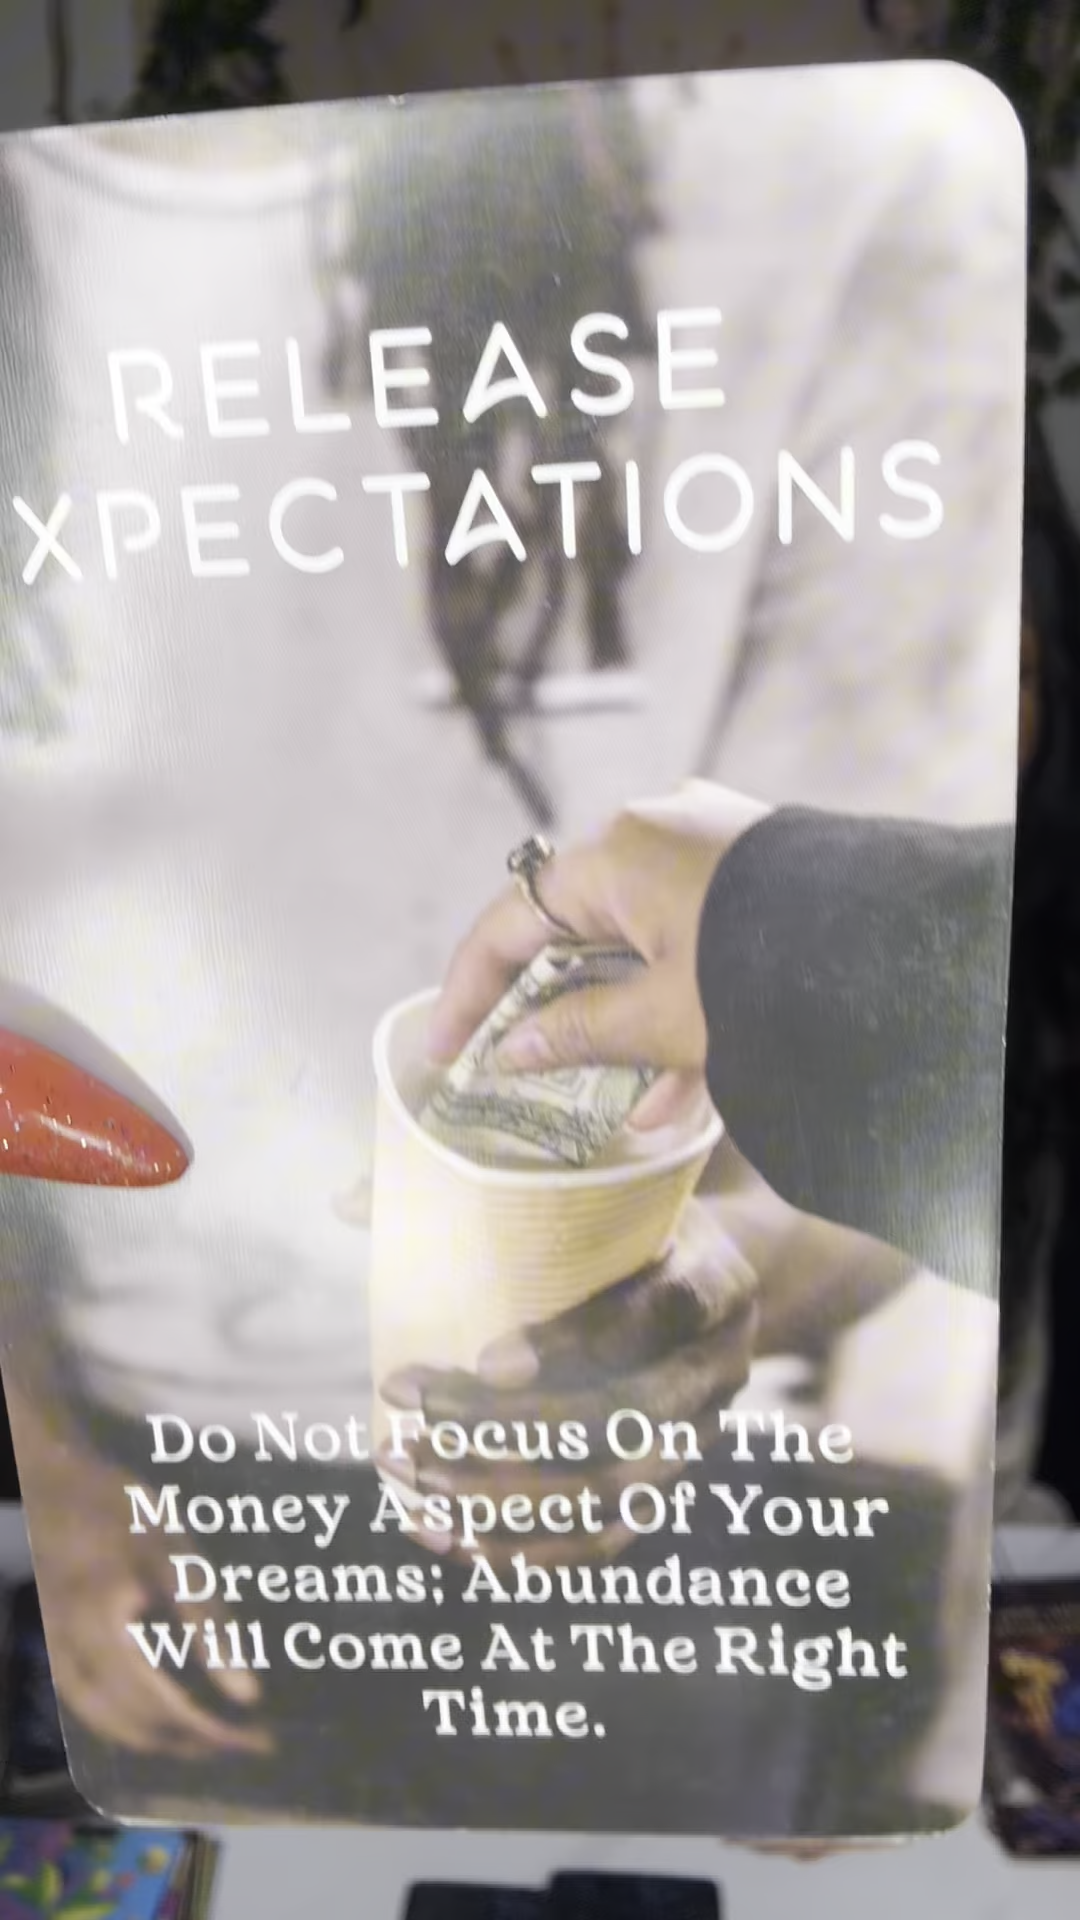 RELEASE
XPECTATIONS
Do Not Focus On The
Money Aspect Of Your
Dreams; Abundance
Will Come At The Right
Time.